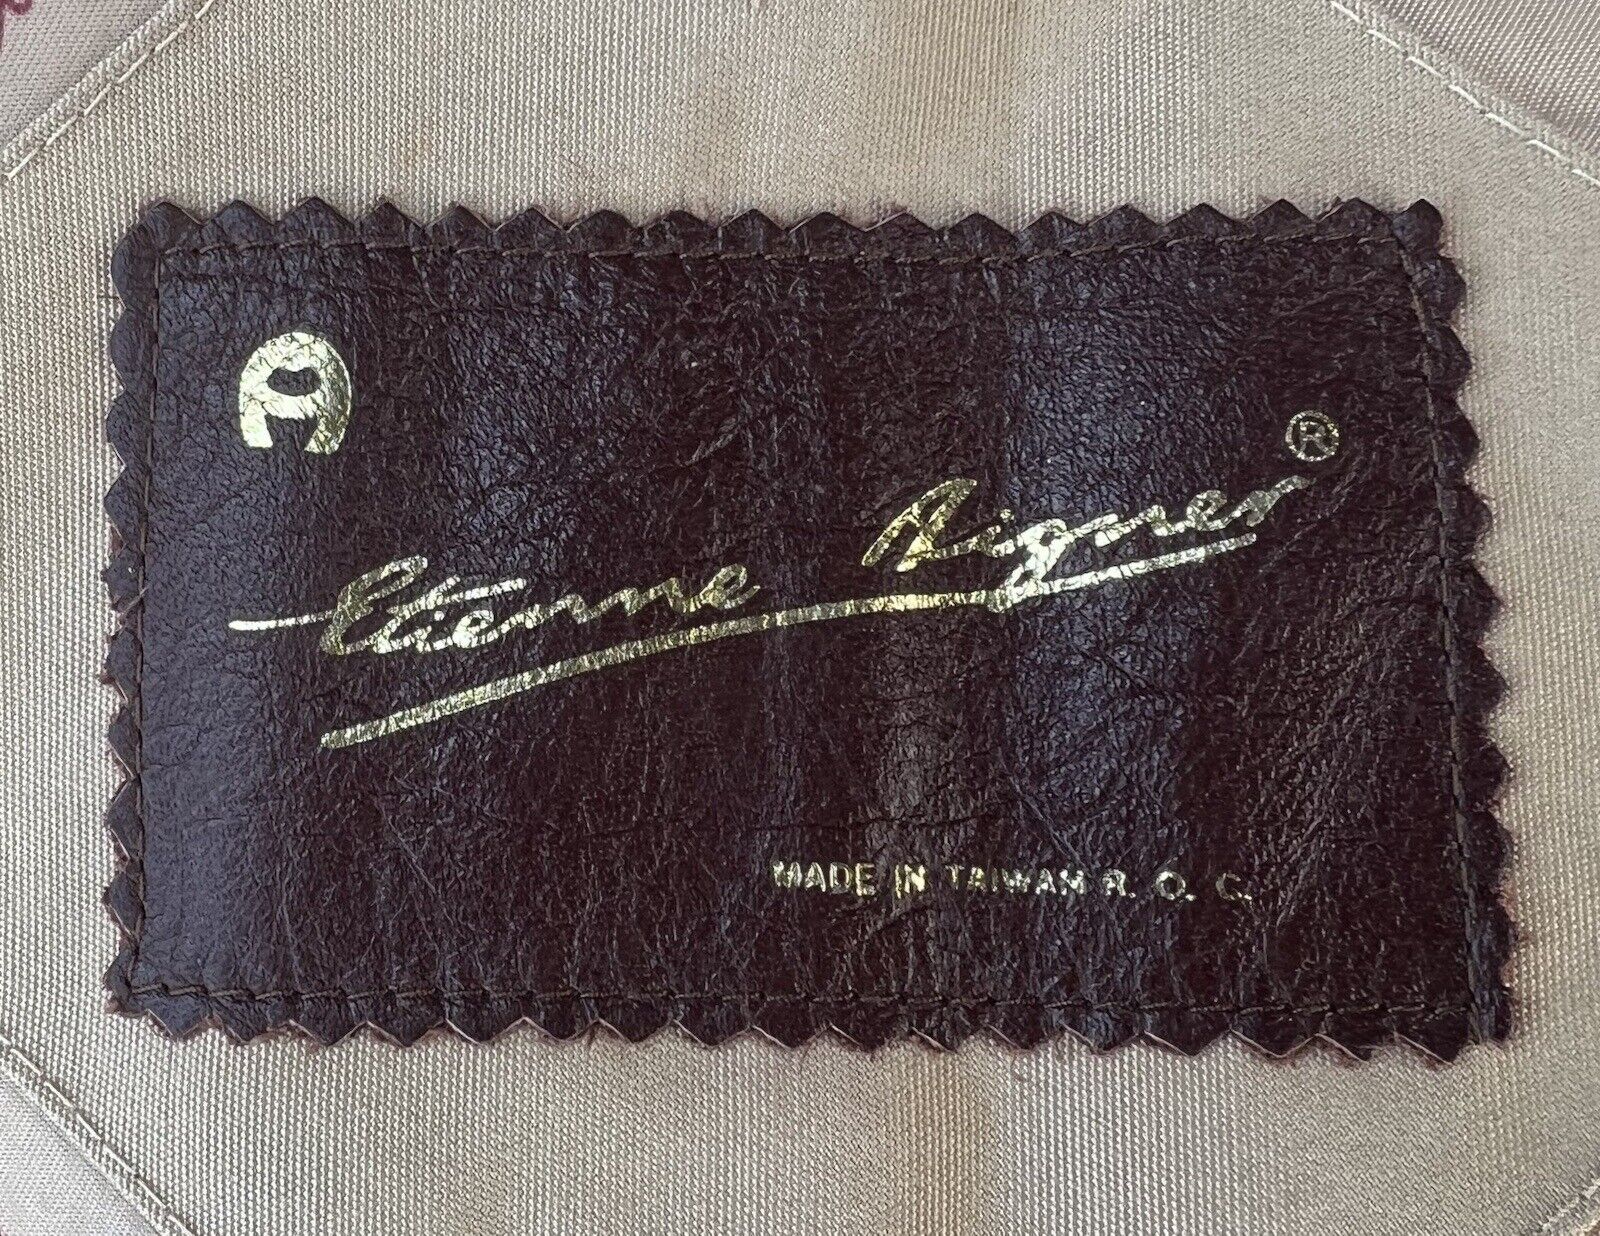 Etienne Aigner ®
MADE IN TAIWAN R. O. C.